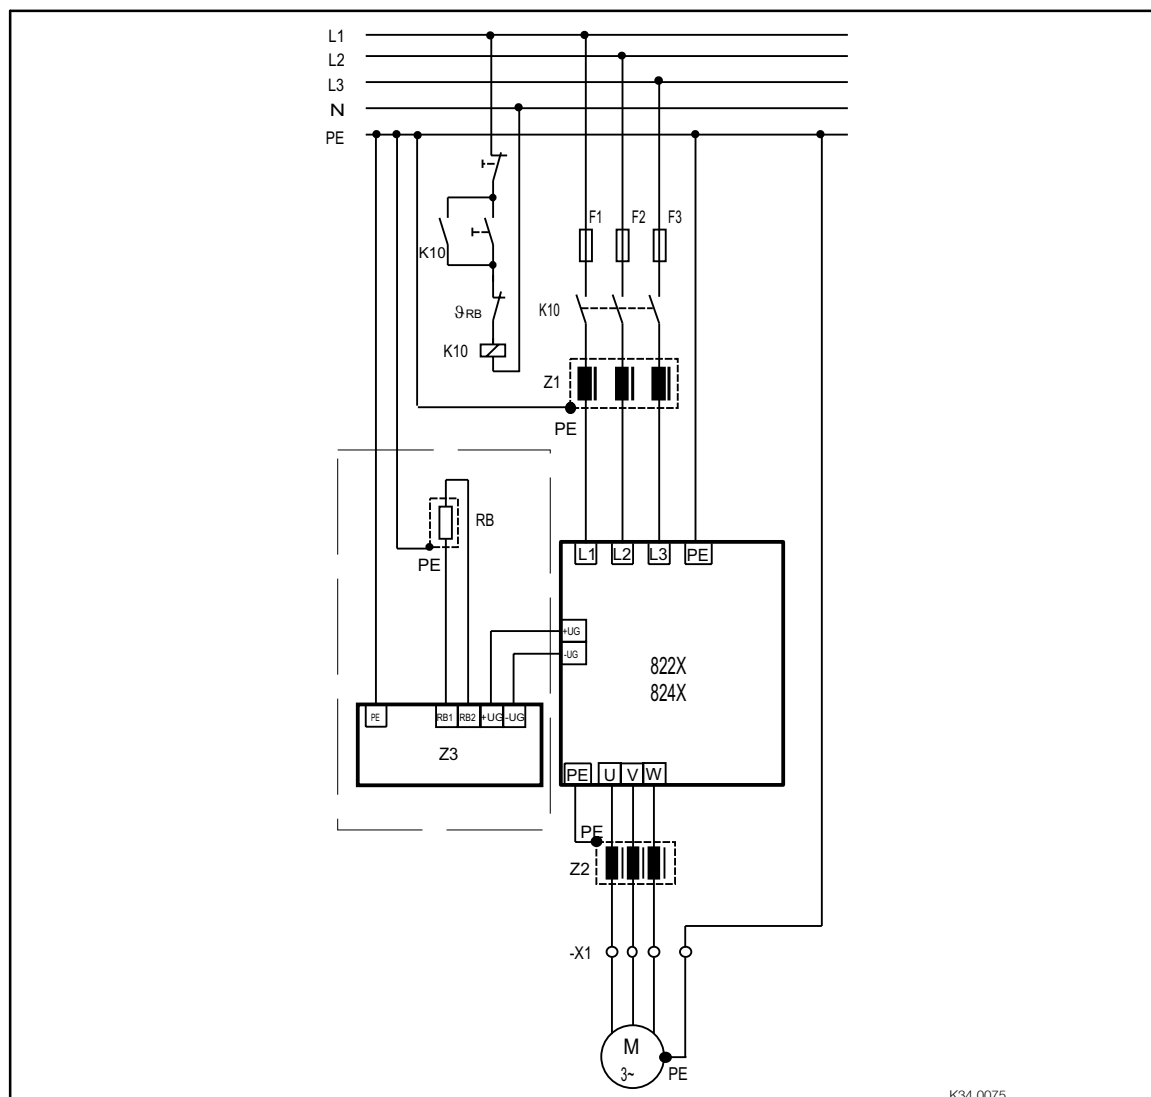 L1
L2
L3
N
PE
F1 F2 F3
K10
ϑRB
K10
K10
Z1
PE
RB
PE
L1 L2 L3 PE
+UG
-UG
822X
824X
PE RB1 RB2 +UG -UG
Z3
PE U V W
PE
Z2
-X1
M
3~
PE
K34.0075